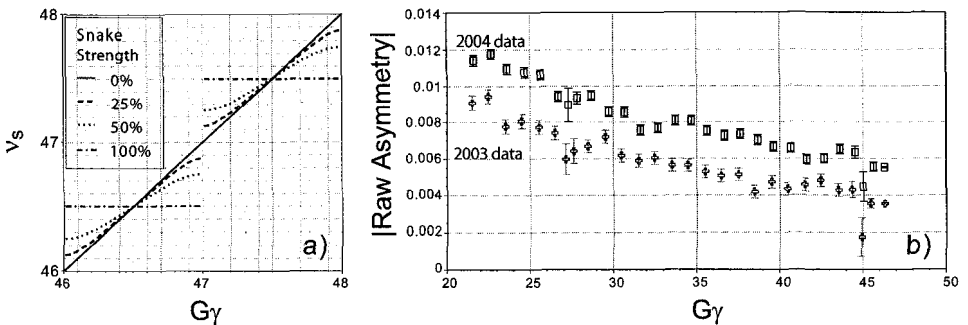 48
Snake
Strength
0%
25%
50%
100%
47
46
46
47
48
νs
Gγ
a)
0.014
0.012
0.010
0.008
0.006
0.004
0.002
0
20
25
30
35
40
45
50
|Raw Asymmetry|
2004 data
2003 data
Gγ
b)